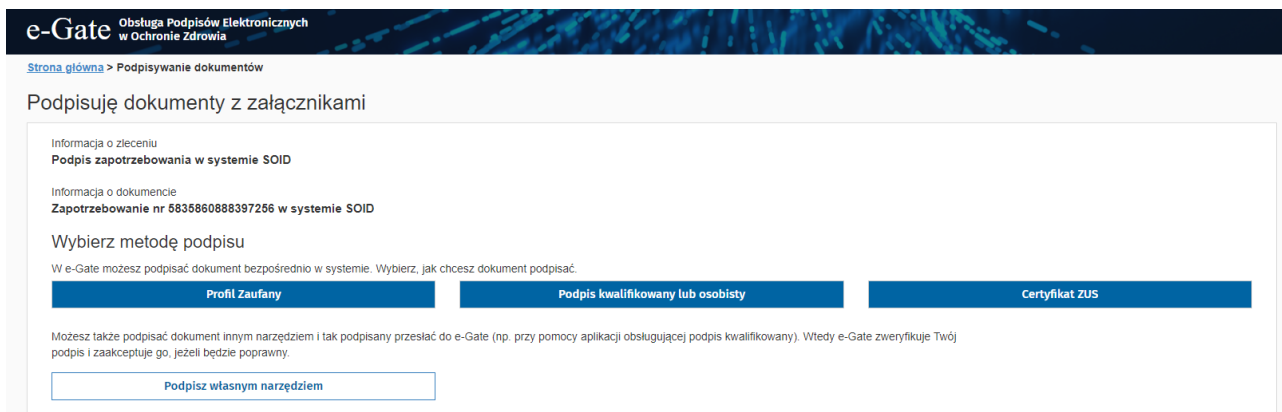 e-Gate Obsługa Podpisów Elektronicznych
w Ochronie Zdrowia
Strona główna > Podpisywanie dokumentów
Podpisuję dokumenty z załącznikami
Informacja o zleceniu
Podpis zapotrzebowania w systemie SOID
Informacja o dokumencie
Zapotrzebowanie nr 5835860888397256 w systemie SOID
Wybierz metodę podpisu
W e-Gate możesz podpisać dokument bezpośrednio w systemie. Wybierz, jak chcesz dokument podpisać.
Profil Zaufany
Podpis kwalifikowany lub osobisty
Certyfikat ZUS
Możesz także podpisać dokument innym narzędziem i tak podpisany przesłać do e-Gate (np. przy pomocy aplikacji obsługującej podpis kwalifikowany). Wtedy e-Gate zweryfikuje Twój
podpis i zaakceptuje go, jeżeli będzie poprawny.
Podpisz własnym narzędziem